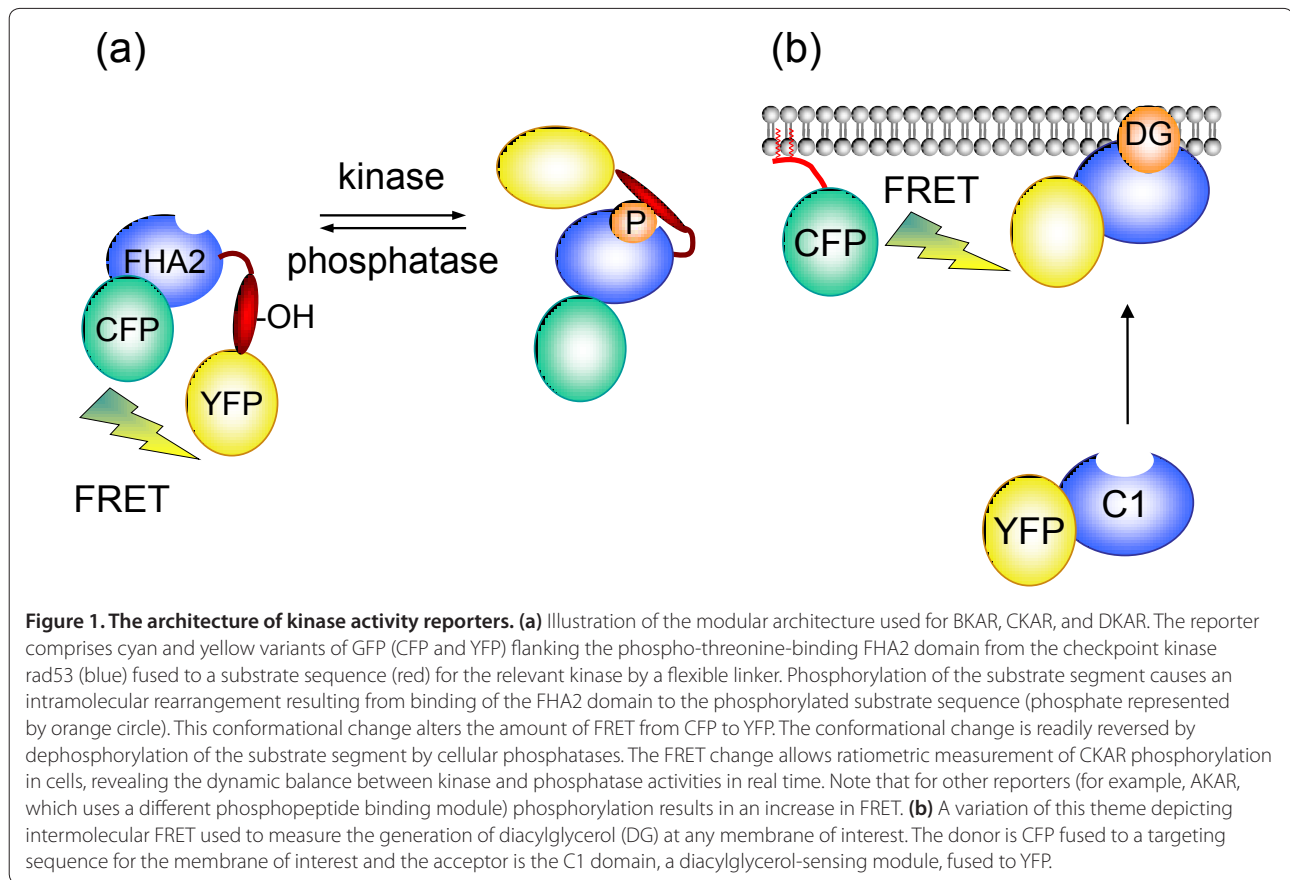 (a)
kinase
phosphatase
FHA2
CFP
-OH
YFP
FRET
P
(b)
DG
FRET
CFP
YFP
C1
Figure 1. The architecture of kinase activity reporters. (a) Illustration of the modular architecture used for BKAR, CKAR, and DKAR. The reporter
comprises cyan and yellow variants of GFP (CFP and YFP) flanking the phospho-threonine-binding FHA2 domain from the checkpoint kinase
rad53 (blue) fused to a substrate sequence (red) for the relevant kinase by a flexible linker. Phosphorylation of the substrate segment causes an
intramolecular rearrangement resulting from binding of the FHA2 domain to the phosphorylated substrate sequence (phosphate represented
by orange circle). This conformational change alters the amount of FRET from CFP to YFP. The conformational change is readily reversed by
dephosphorylation of the substrate segment by cellular phosphatases. The FRET change allows ratiometric measurement of CKAR phosphorylation
in cells, revealing the dynamic balance between kinase and phosphatase activities in real time. Note that for other reporters (for example, AKAR,
which uses a different phosphopeptide binding module) phosphorylation results in an increase in FRET. (b) A variation of this theme depicting
intermolecular FRET used to measure the generation of diacylglycerol (DG) at any membrane of interest. The donor is CFP fused to a targeting
sequence for the membrane of interest and the acceptor is the C1 domain, a diacylglycerol-sensing module, fused to YFP.